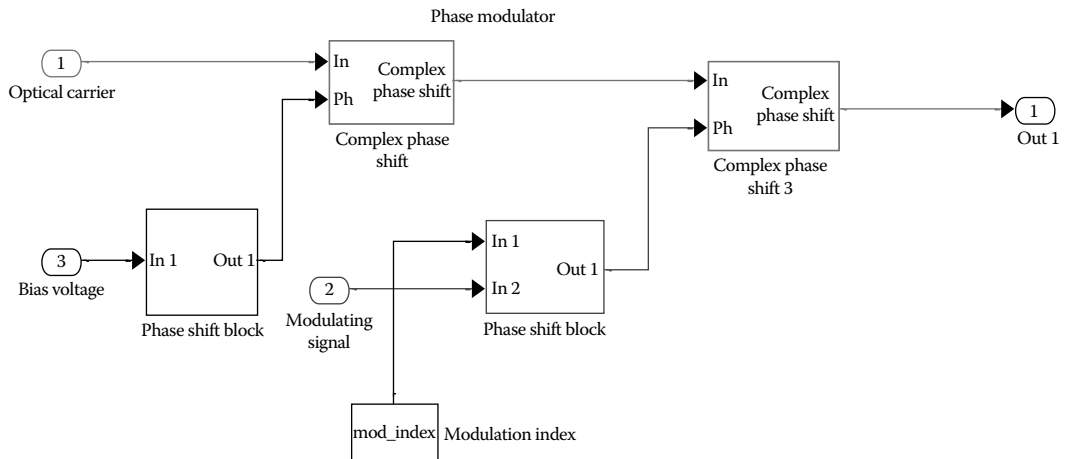 Phase modulator
1
Optical carrier
In
Ph
Complex
phase shift
Complex phase
shift
In
Ph
Complex
phase shift
Complex phase
shift 3
1
Out 1
3
Bias voltage
In 1
Out 1
Phase shift block
2
Modulating
signal
In 1
In 2
Out 1
Phase shift block
mod_index
Modulation index